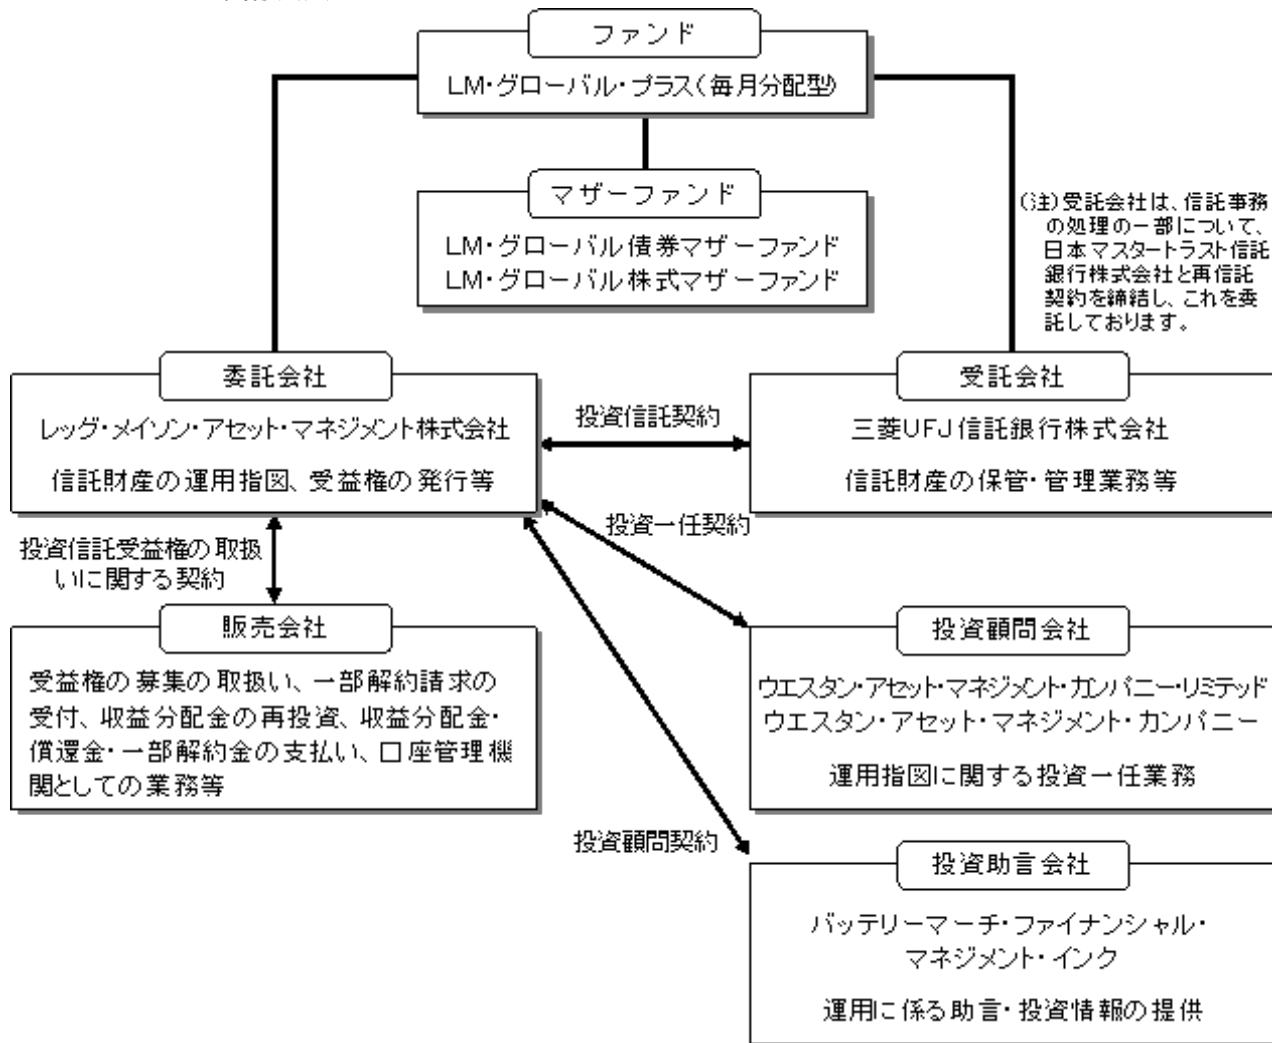 ファンド
LM・グローバル・プラス(毎月分配型)
マザーファンド
LM・グローバル債券マザーファンド
LM・グローバル株式マザーファンド
(注)受託会社は、信託事務
の処理の一部について、
日本マスタートラスト信託
銀行株式会社と再信託
契約を締結し、これを委
託しております。
委託会社
レッグ・メイソン・アセット・マネジメント株式会社
信託財産の運用指図、受益権の発行等
投資信託契約
受託会社
三菱UFJ信託銀行株式会社
信託財産の保管・管理業務等
投資一任契約
投資信託受益権の取扱
いに関する契約
販売会社
受益権の募集の取扱い、一部解約請求の
受付、収益分配金の再投資、収益分配金・
償還金・一部解約金の支払い、口座管理機
関としての業務等
投資顧問会社
ウエスタン・アセット・マネジメント・カンパニー・リミテッド
ウエスタン・アセット・マネジメント・カンパニー
運用指図に関する投資一任業務
投資顧問契約
投資助言会社
バッテリーマーチ・ファイナンシャル・
マネジメント・インク
運用に係る助言・投資情報の提供